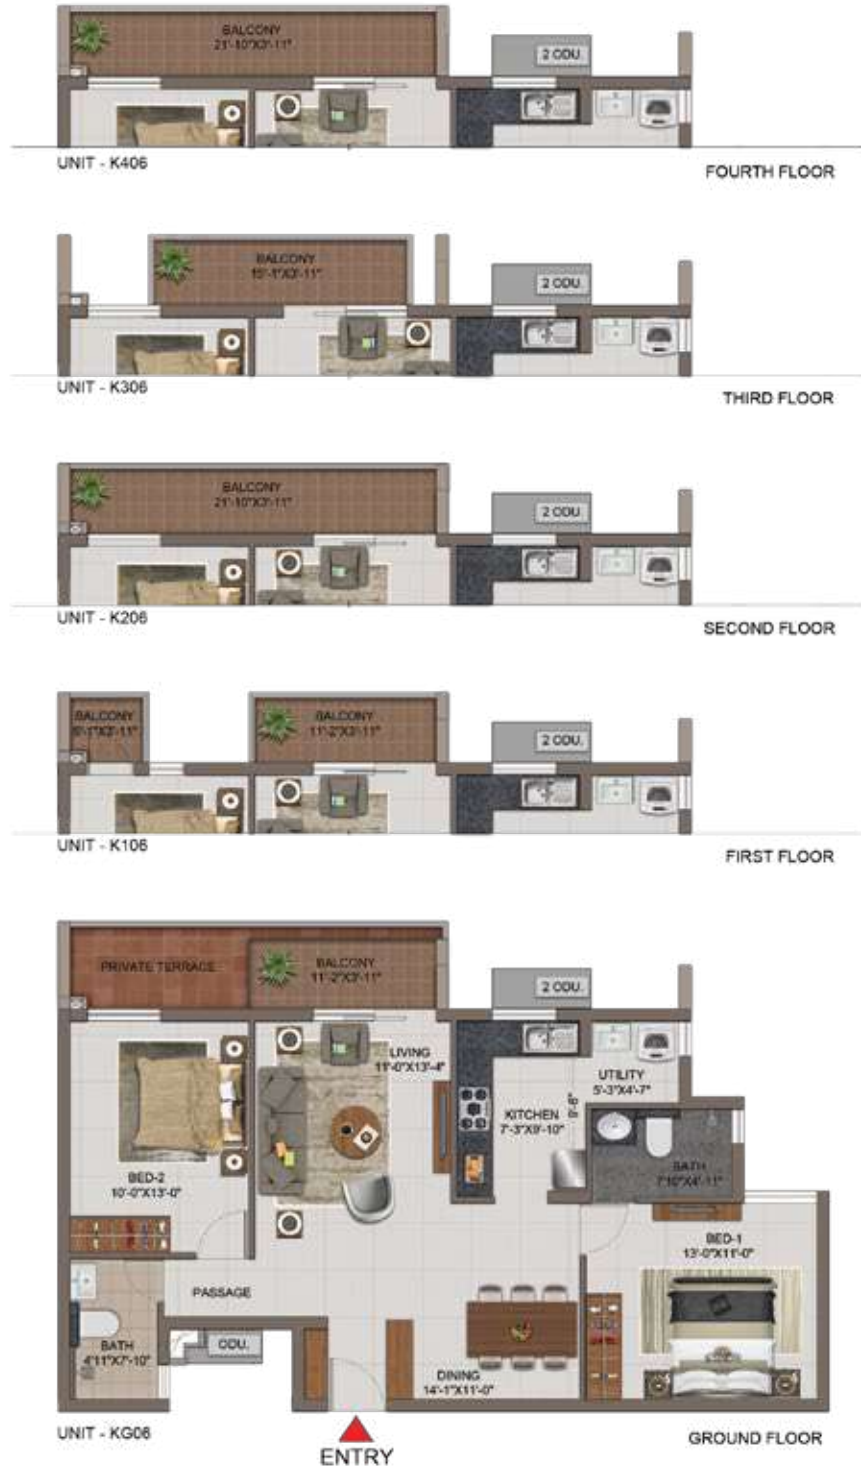 BALCONY
21'-10"X3'-11"
2 ODU.
UNIT - K406
FOURTH FLOOR
BALCONY
15'-1"X3'-11"
2 ODU.
UNIT - K306
THIRD FLOOR
BALCONY
21'-10"X3'-11"
2 ODU.
UNIT - K206
SECOND FLOOR
BALCONY
5'-1"X3'-11"
BALCONY
11'-2"X3'-11"
2 ODU.
UNIT - K106
FIRST FLOOR
PRIVATE TERRACE
BALCONY
11'-2"X3'-11"
2 ODU.
LIVING
11'-0"X13'-4"
UTILITY
5'-3"X4'-7"
KITCHEN
7'-3"X9'-10"
9'-6"
BATH
7'10"X4'-11"
BED-2
10'-0"X13'-0"
BED-1
13'-0"X11'-0"
PASSAGE
BATH
4'11"X7'-10"
ODU.
DINING
14'-1"X11'-0"
UNIT - KG06
GROUND FLOOR
ENTRY